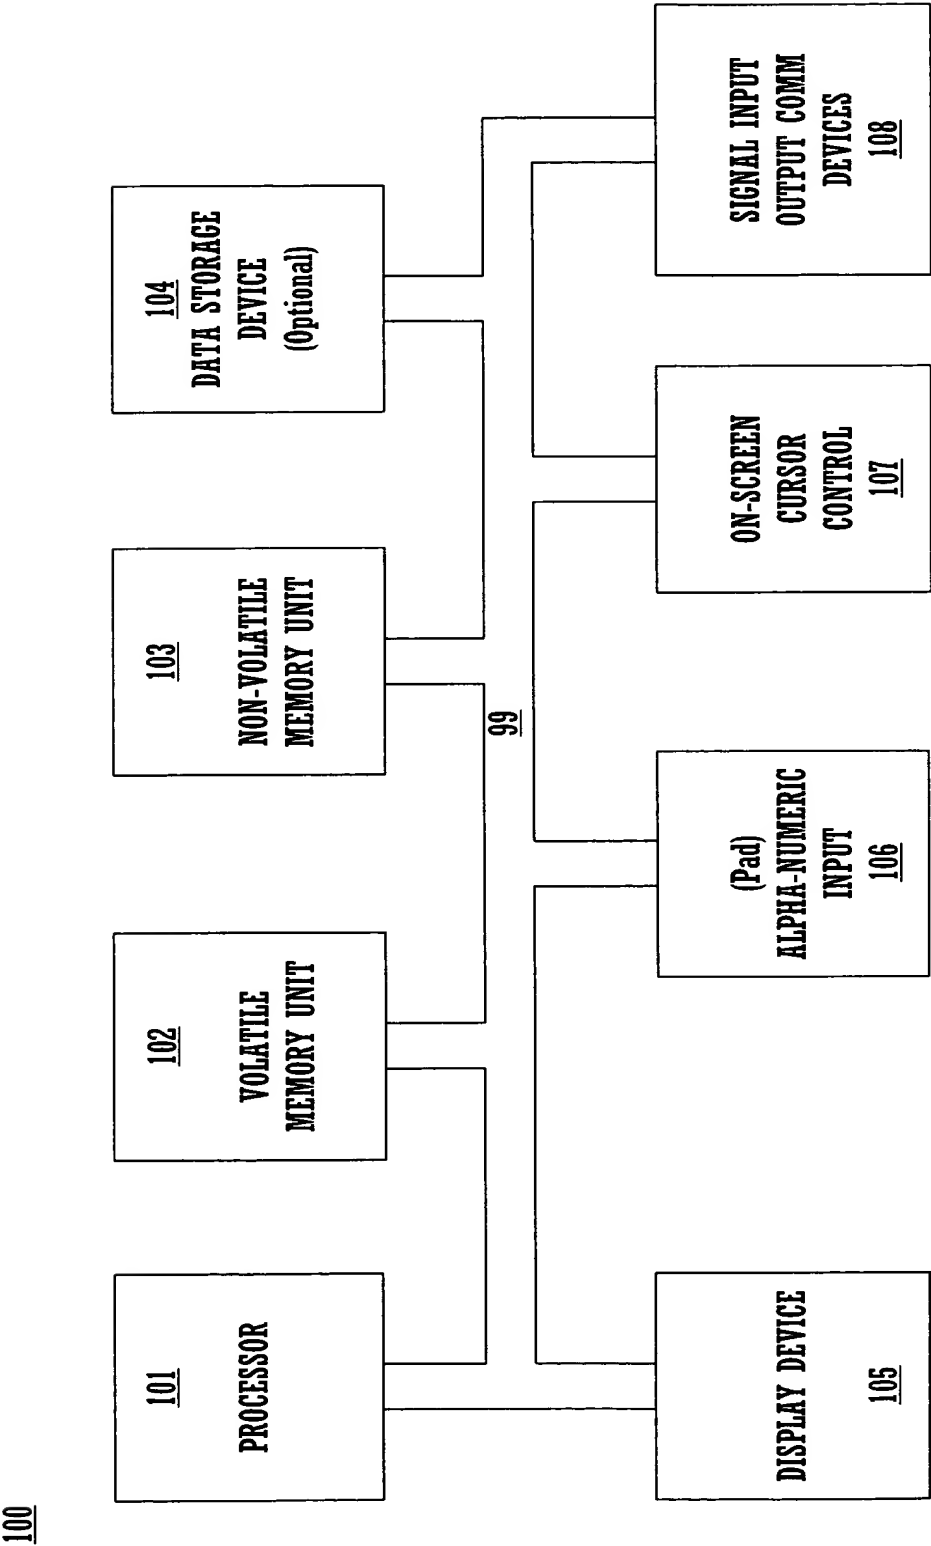 100
101
PROCESSOR
102
VOLATILE
MEMORY UNIT
103
NON-VOLATILE
MEMORY UNIT
104
DATA STORAGE
DEVICE
(Optional)
99
DISPLAY DEVICE
105
(Pad)
ALPHA-NUMERIC
INPUT
106
ON-SCREEN
CURSOR
CONTROL
107
SIGNAL INPUT
OUTPUT COMM
DEVICES
108